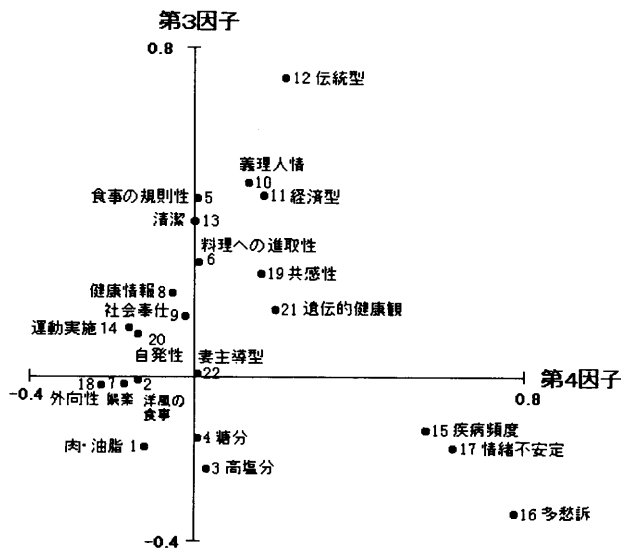 第3因子
0.8
12 伝統型
義理人情
10
11 経済型
食事の規則性 5
清潔 13
料理への進取性
6
19 共感性
健康情報 8
社会奉仕 9
21 遺伝的健康観
運動実施 14
20
自発性
妻主導型
22
第4因子
-0.4
18
7
2
0.8
外向性
娯楽
洋風の
食事
4 糖分
15 疾病頻度
肉・油脂 1
17 情緒不安定
3 高塩分
16 多愁訴
-0.4